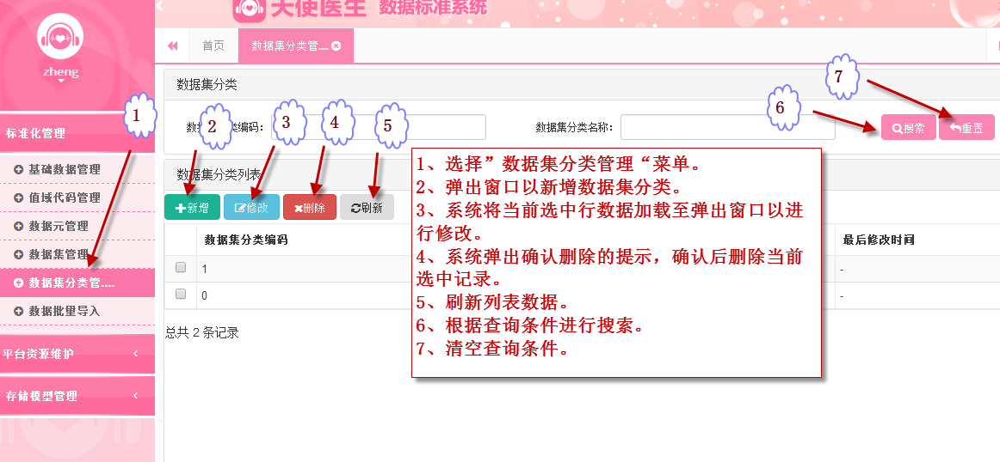 天使医生 数据标准系统
zheng
首页
数据集分类管....
数据集分类
标准化管理
基础数据管理
值域代码管理
数据元管理
数据集管理
数据集分类管....
数据批量导入
平台资源维护
存储模型管理
1
2
3
4
5
6
7
类编码：
数据集分类名称：
搜索
重置
数据集分类列表
新增
修改
删除
刷新
数据集分类编码
最后修改时间
1
-
0
-
总共 2 条记录
1、选择”数据集分类管理“菜单。
2、弹出窗口以新增数据集分类。
3、系统将当前选中行数据加载至弹出窗口以进
行修改。
4、系统弹出确认删除的提示，确认后删除当前
选中记录。
5、刷新列表数据。
6、根据查询条件进行搜索。
7、清空查询条件。